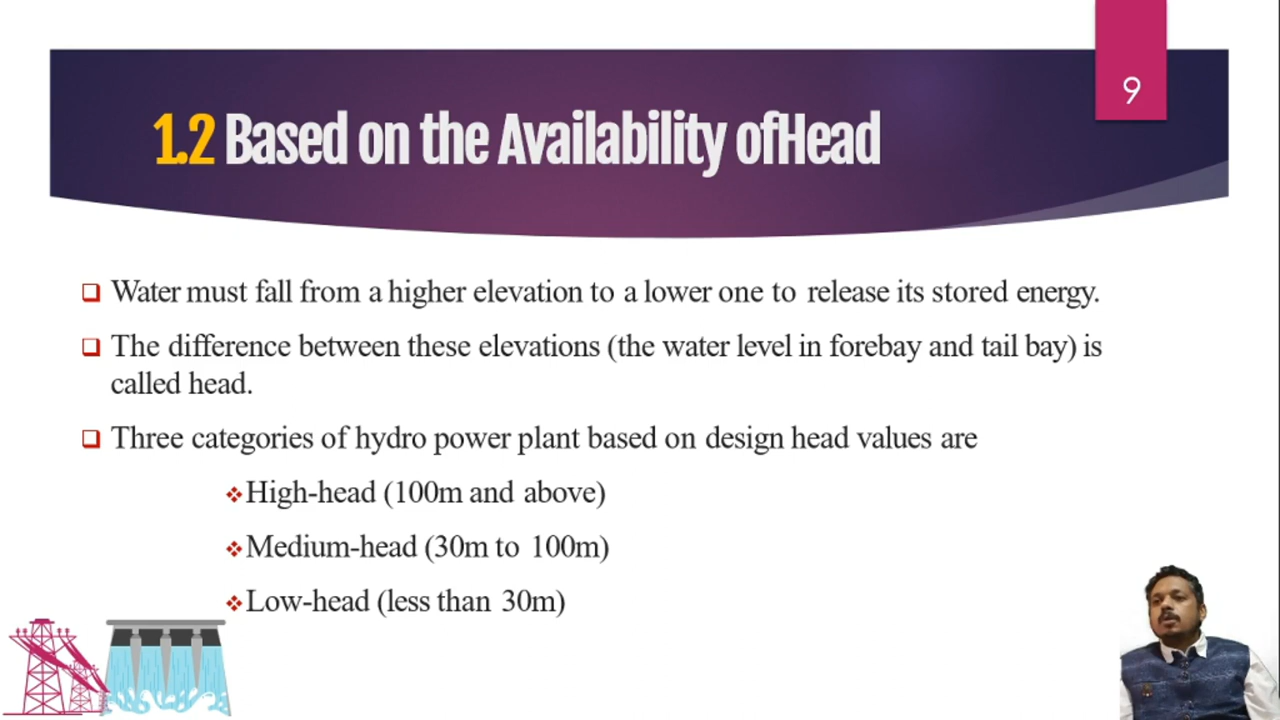 9
1.2 Based on the Availability ofHead
Water must fall from a higher elevation to a lower one to release its stored energy.
The difference between these elevations (the water level in forebay and tail bay) is
called head.
Three categories of hydro power plant based on design head values are
High-head (100m and above)
Medium-head (30m to 100m)
Low-head (less than 30m)